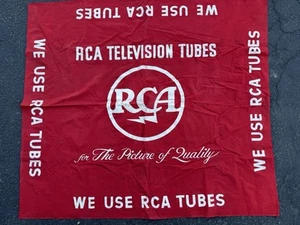 WE USE RCA TUBES
RCA TELEVISION TUBES
RCA
for The Picture of Quality
WE USE RCA TUBES
WE USE RCA TUBES
WE USE RCA TUBES